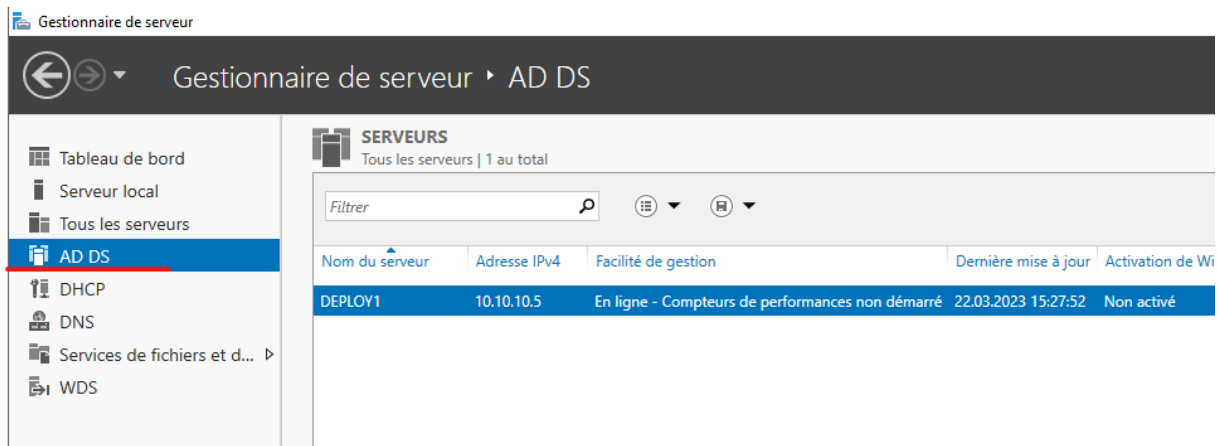 Gestionnaire de serveur
Gestionnaire de serveur ‣ AD DS
Tableau de bord
Serveur local
Tous les serveurs
AD DS
DHCP
DNS
Services de fichiers et d...
WDS
SERVEURS
Tous les serveurs | 1 au total
Filtrer
Nom du serveur Adresse IPv4 Facilité de gestion Dernière mise à jour Activation de Wi
DEPLOY1 10.10.10.5 En ligne - Compteurs de performances non démarré 22.03.2023 15:27:52 Non activé